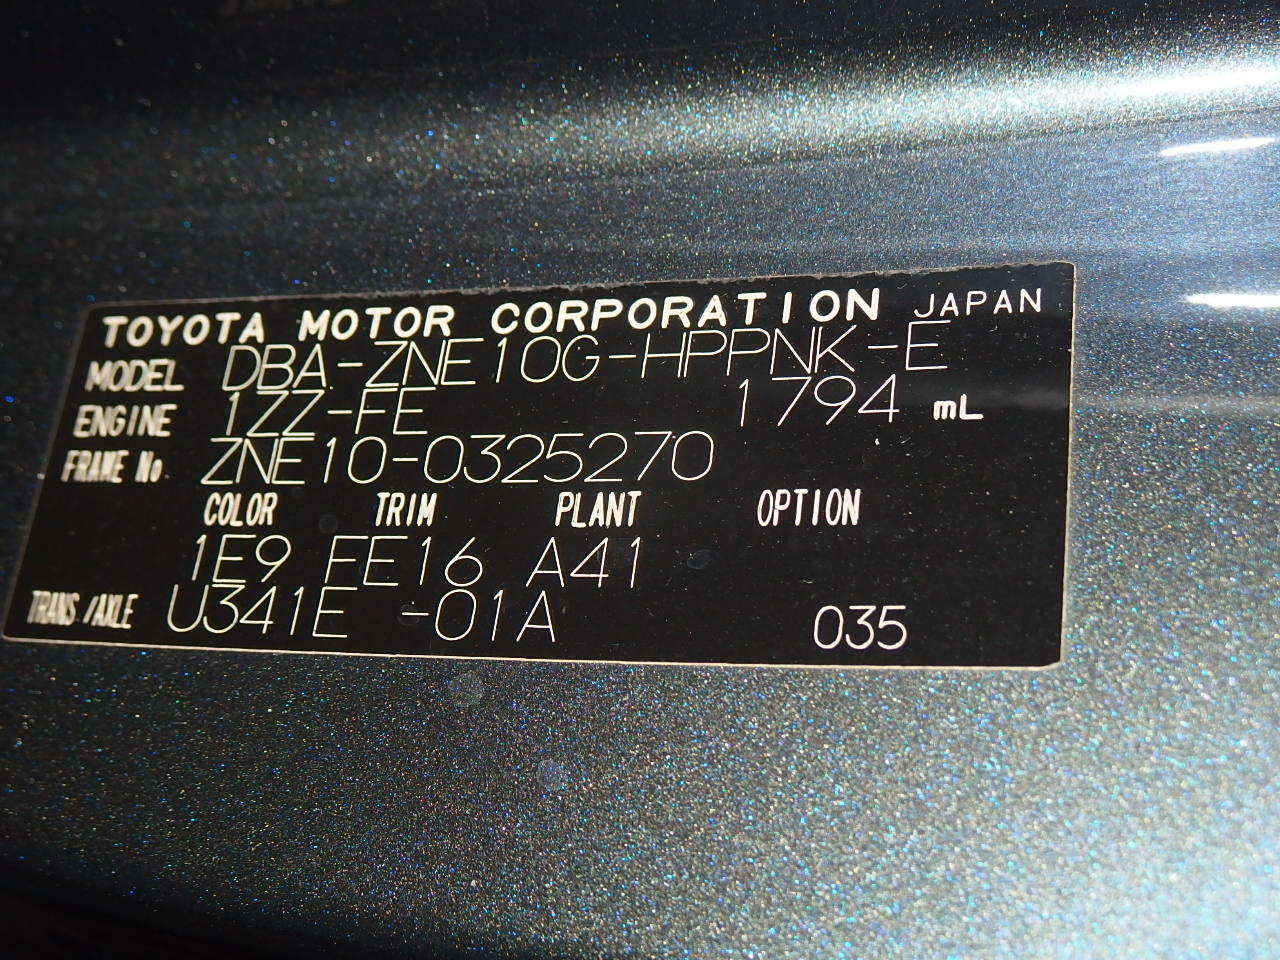 TOYOTA MOTOR CORPORATION JAPAN
MODEL DBA-ZNE10G-HPPNK-E
ENGINE 1ZZ-FE 1794 mL
FRAME No. ZNE10-0325270
COLOR TRIM PLANT OPTION
1E9 FE16 A41
TRANS/AXLE U341E -01A 035